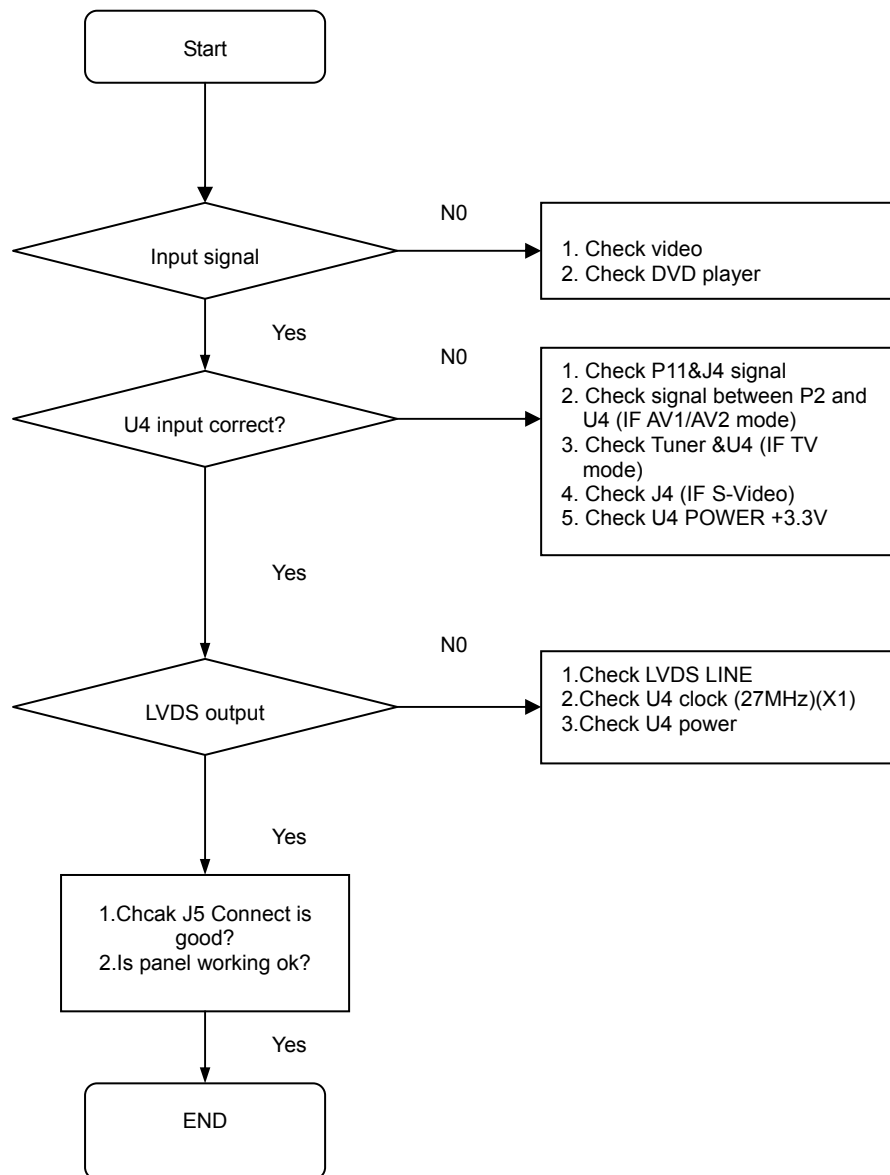 Start
Input signal
N0
1. Check video
2. Check DVD player
Yes
U4 input correct?
N0
1. Check P11&J4 signal
2. Check signal between P2 and
U4 (IF AV1/AV2 mode)
3. Check Tuner &U4 (IF TV
mode)
4. Check J4 (IF S-Video)
5. Check U4 POWER +3.3V
Yes
LVDS output
N0
1.Check LVDS LINE
2.Check U4 clock (27MHz)(X1)
3.Check U4 power
Yes
1.Chcak J5 Connect is
good?
2.Is panel working ok?
Yes
END